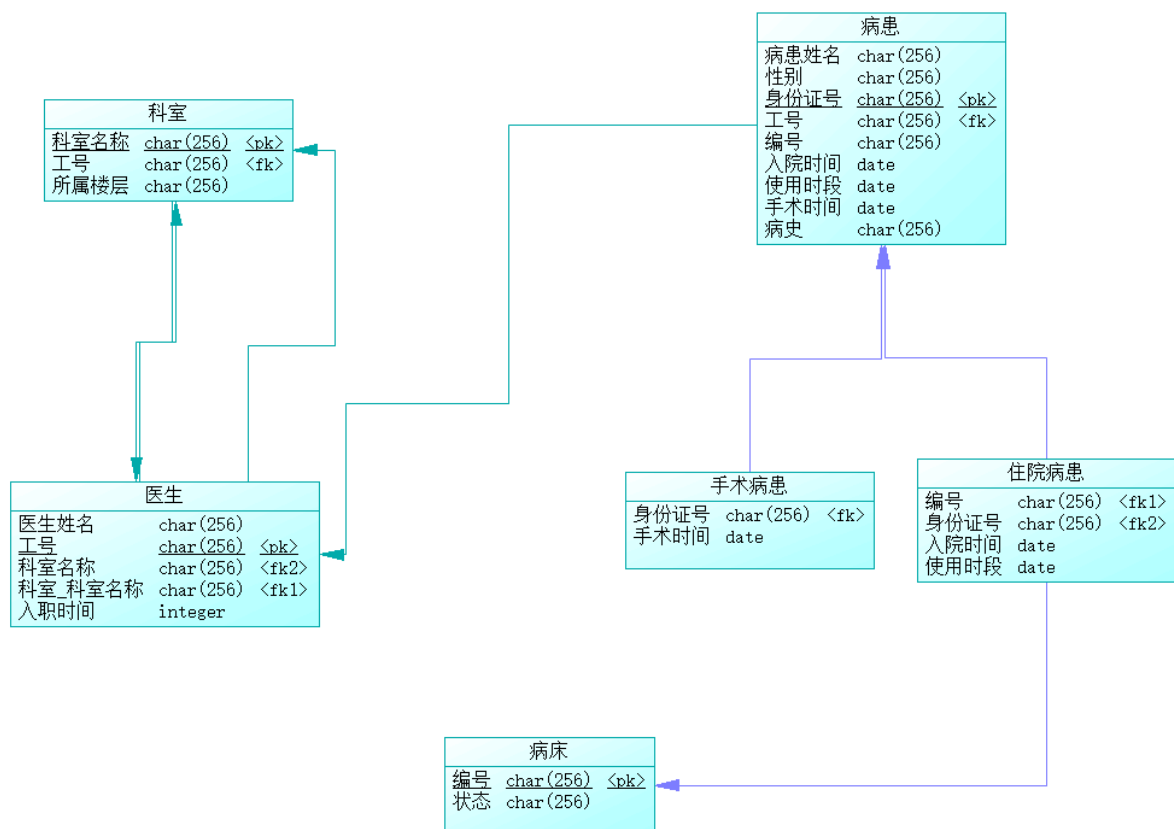 病患
病患姓名 char(256)
性别 char(256)
身份证号 char(256) <pk>
工号 char(256) <fk>
编号 char(256)
入院时间 date
使用时段 date
手术时间 date
病史 char(256)
科室
科室名称 char(256) <pk>
工号 char(256) <fk>
所属楼层 char(256)
医生
医生姓名 char(256)
工号 char(256) <pk>
科室名称 char(256) <fk2>
科室_科室名称 char(256) <fk1>
入职时间 integer
手术病患
身份证号 char(256) <fk>
手术时间 date
住院病患
编号 char(256) <fk1>
身份证号 char(256) <fk2>
入院时间 date
使用时段 date
病床
编号 char(256) <pk>
状态 char(256)